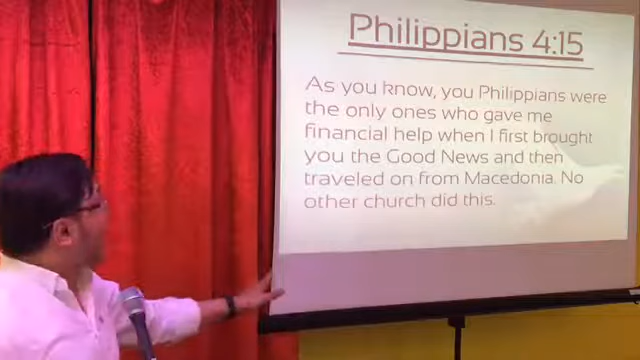 Philippians 4:15
As you know, you Philippians were
the only ones who gave me
financial help when I first brought
you the Good News and then
traveled on from Macedonia. No
other church did this.